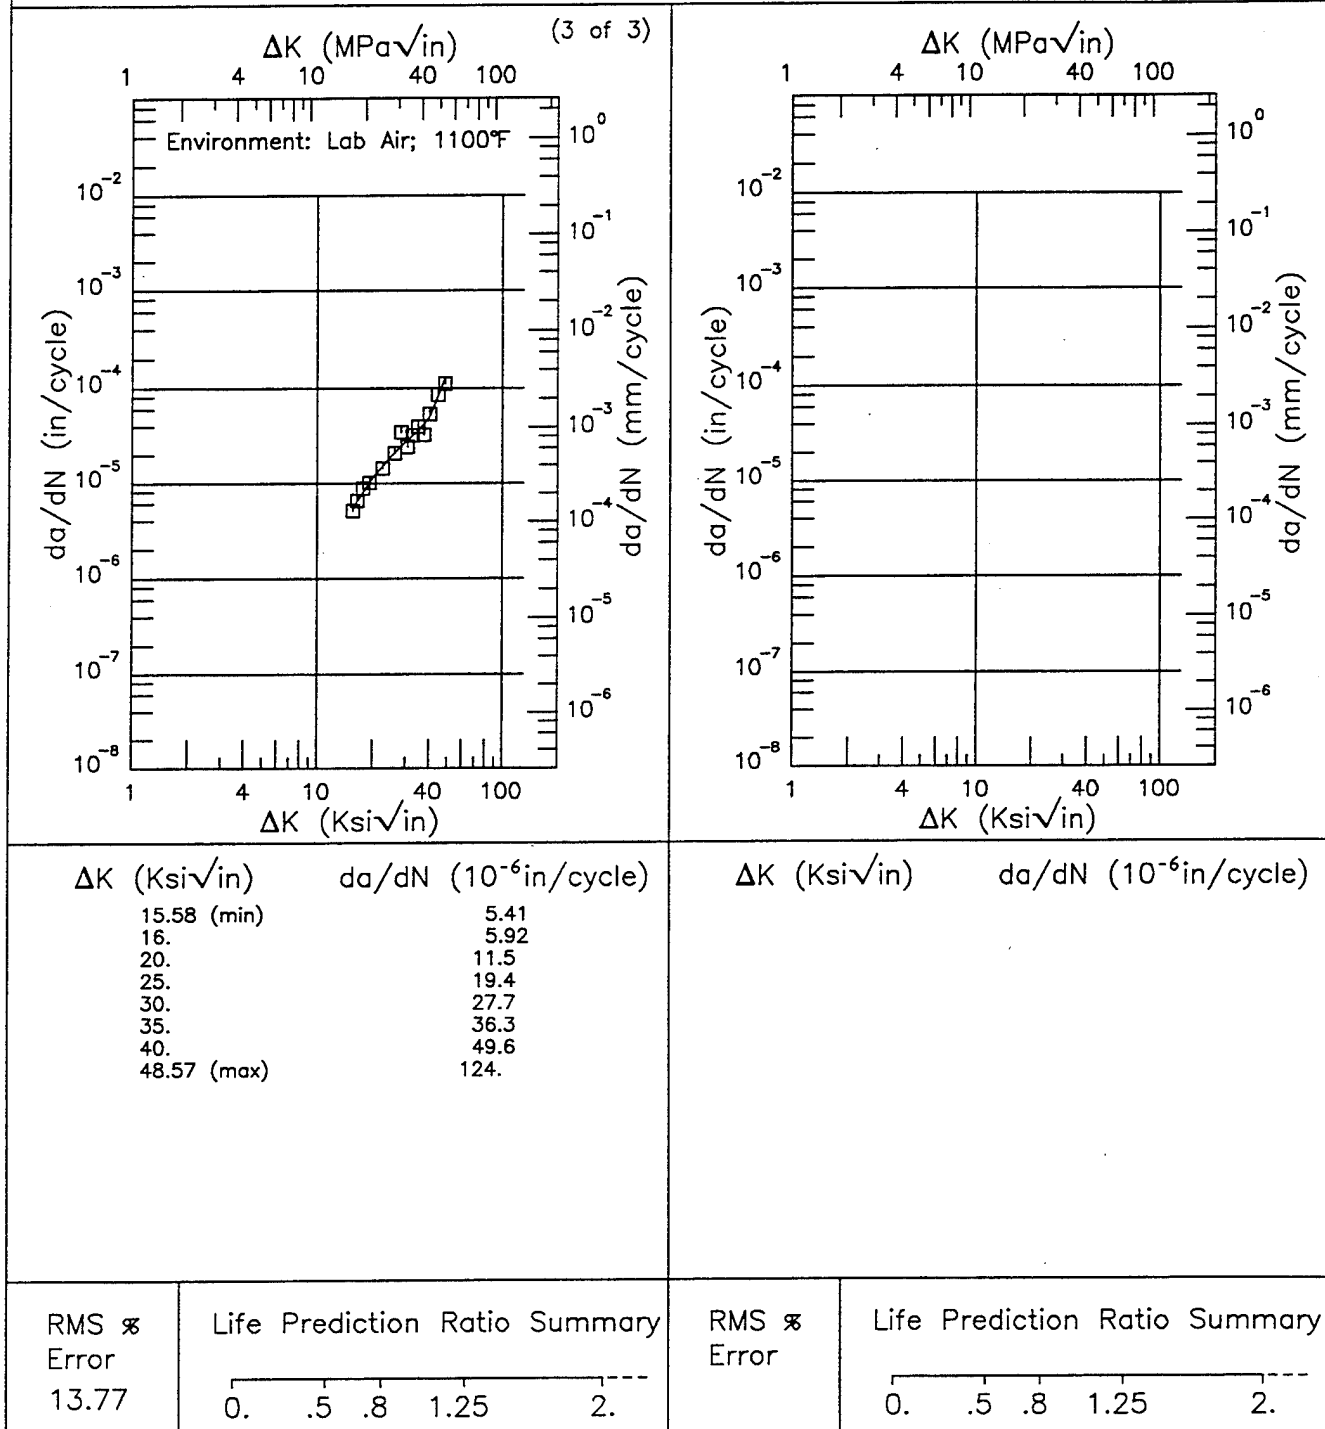 (3 of 3)
ΔK (MPa√in)
1 4 10 40 100
Environment: Lab Air; 1100°F
da/dN (in/cycle)
10⁻²
10⁻³
10⁻⁴
10⁻⁵
10⁻⁶
10⁻⁷
10⁻⁸
da/dN (mm/cycle)
10⁰
10⁻¹
10⁻²
10⁻³
10⁻⁴
10⁻⁵
10⁻⁶
1 4 10 40 100
ΔK (Ksi√in)
ΔK (MPa√in)
1 4 10 40 100
da/dN (in/cycle)
10⁻²
10⁻³
10⁻⁴
10⁻⁵
10⁻⁶
10⁻⁷
10⁻⁸
da/dN (mm/cycle)
10⁰
10⁻¹
10⁻²
10⁻³
10⁻⁴
10⁻⁵
10⁻⁶
1 4 10 40 100
ΔK (Ksi√in)
ΔK (Ksi√in) da/dN (10⁻⁶in/cycle)
15.58 (min) 5.41
16. 5.92
20. 11.5
25. 19.4
30. 27.7
35. 36.3
40. 49.6
48.57 (max) 124.
ΔK (Ksi√in) da/dN (10⁻⁶in/cycle)
RMS %
Error
13.77
Life Prediction Ratio Summary
0. .5 .8 1.25 2.
RMS %
Error
Life Prediction Ratio Summary
0. .5 .8 1.25 2.